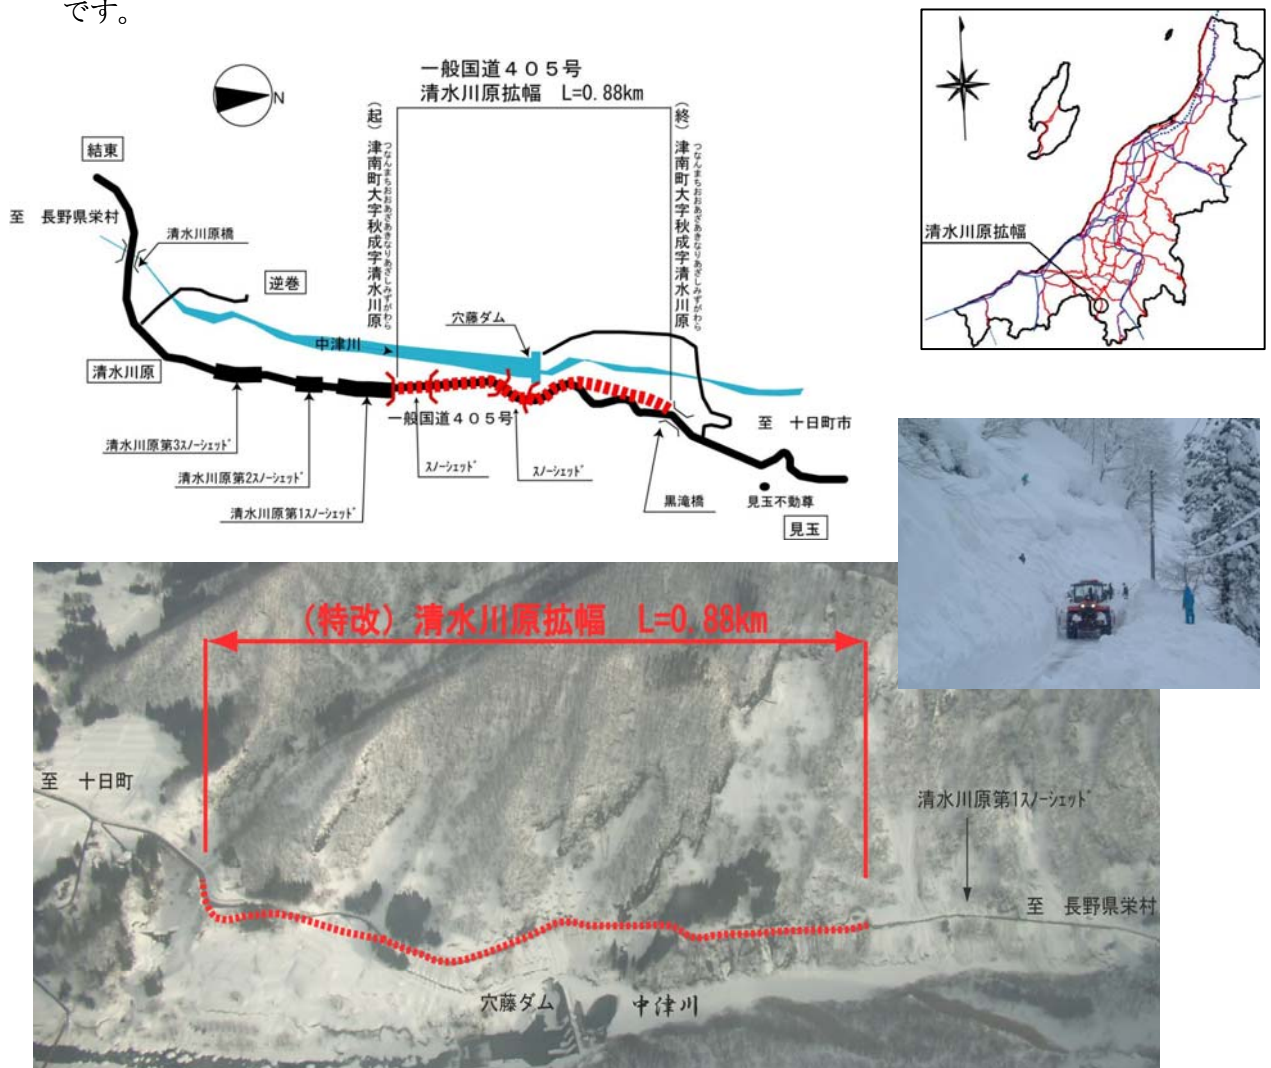 です。
一般国道４０５号
清水川原拡幅　L=0.88km
N
（起）津南町大字秋成字清水川原
つなんまちおおあざあきなりあざしみずがわら
（終）津南町大字秋成字清水川原
つなんまちおおあざあきなりあざしみずがわら
結東
至　長野県栄村
清水川原橋
逆巻
穴藤ダム
中津川
清水川原
一般国道４０５号
至　十日町市
清水川原第3ｽﾉｰｼｪｯﾄﾞ
清水川原第2ｽﾉｰｼｪｯﾄﾞ
清水川原第1ｽﾉｰｼｪｯﾄﾞ
ｽﾉｰｼｪｯﾄﾞ
ｽﾉｰｼｪｯﾄﾞ
黒滝橋
見玉不動尊
見玉
清水川原拡幅
（特改）清水川原拡幅　L=0.88km
至　十日町
清水川原第1ｽﾉｰｼｪｯﾄﾞ
至　長野県栄村
穴藤ダム
中津川